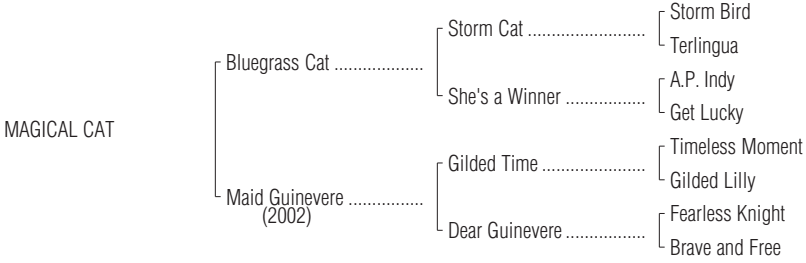 Storm Bird
Storm Cat ........................
Terlingua
Bluegrass Cat ..................
A.P. Indy
She's a Winner ................
Get Lucky
MAGICAL CAT
Timeless Moment
Gilded Time .....................
Gilded Lilly
Maid Guinevere ...............
(2002)
Fearless Knight
Dear Guinevere ................
Brave and Free